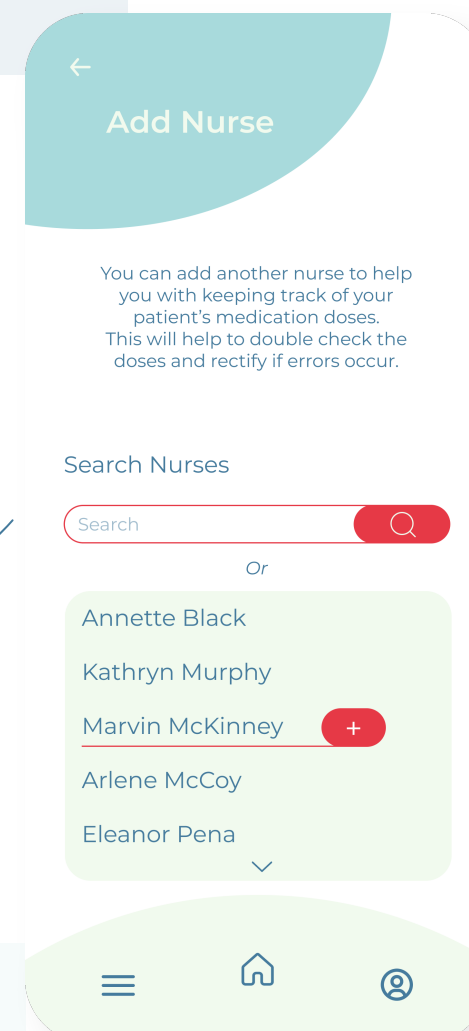 Add Nurse
You can add another nurse to help
you with keeping track of your
patient's medication doses.
This will help to double check the
doses and rectify if errors occur.
Search Nurses
Search
Or
Annette Black
Kathryn Murphy
Marvin McKinney +
Arlene McCoy
Eleanor Pena